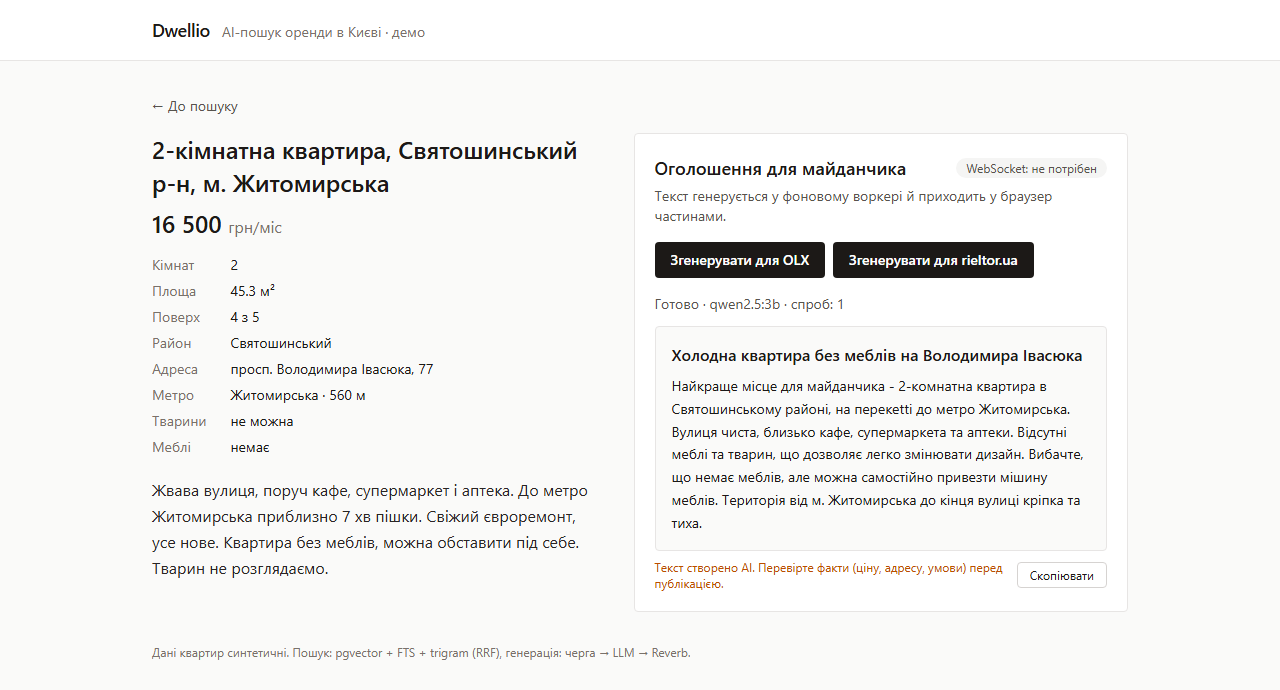 Dwellio AI-пошук оренди в Києві · демо
← До пошуку
2-кімнатна квартира, Святошинський
р-н, м. Житомирська
16 500 грн/міс
Кімнат 2
Площа 45.3 м²
Поверх 4 з 5
Район Святошинський
Адреса просп. Володимира Івасюка, 77
Метро Житомирська · 560 м
Тварини не можна
Меблі немає
Жвава вулиця, поруч кафе, супермаркет і аптека. До метро
Житомирська приблизно 7 хв пішки. Свіжий євроремонт,
усе нове. Квартира без меблів, можна обставити під себе.
Тварин не розглядаємо.
Оголошення для майданчика WebSocket: не потрібен
Текст генерується у фоновому воркері й приходить у браузер
частинами.
Згенерувати для OLX Згенерувати для rieltor.ua
Готово · qwen2.5:3b · спроб: 1
Холодна квартира без меблів на Володимира Івасюка
Найкраще місце для майданчика - 2-комнатна квартира в
Святошинському районі, на перекetti до метро Житомирська.
Вулиця чиста, близько кафе, супермаркета та аптеки. Відсутні
меблі та тварин, що дозволяє легко змінювати дизайн. Вибачте,
що немає меблів, але можна самостійно привезти мішину
меблів. Територія від м. Житомирська до кінця вулиці кріпка та
тиха.
Текст створено AI. Перевірте факти (ціну, адресу, умови) перед
публікацією.
Скопіювати
Дані квартир синтетичні. Пошук: pgvector + FTS + trigram (RRF), генерація: черга → LLM → Reverb.